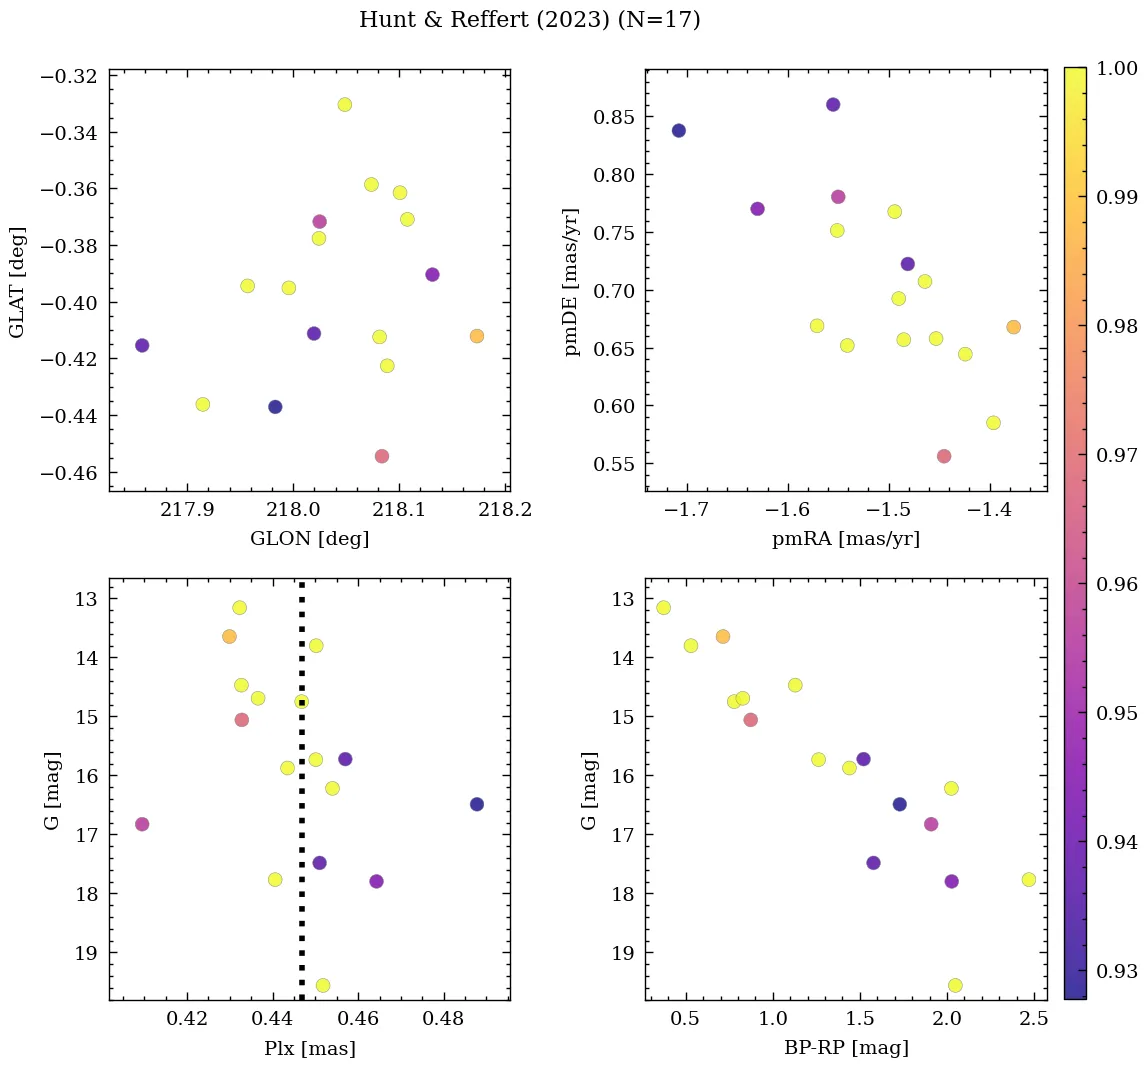 Hunt & Reffert (2023) (N=17)
−0.32
−0.34
−0.36
−0.38
−0.40
−0.42
−0.44
−0.46
GLAT [deg]
217.9 218.0 218.1 218.2
GLON [deg]
0.85
0.80
0.75
0.70
0.65
0.60
0.55
pmDE [mas/yr]
−1.7 −1.6 −1.5 −1.4
pmRA [mas/yr]
13
14
15
16
17
18
19
G [mag]
0.42 0.44 0.46 0.48
Plx [mas]
13
14
15
16
17
18
19
G [mag]
0.5 1.0 1.5 2.0 2.5
BP-RP [mag]
1.00
0.99
0.98
0.97
0.96
0.95
0.94
0.93